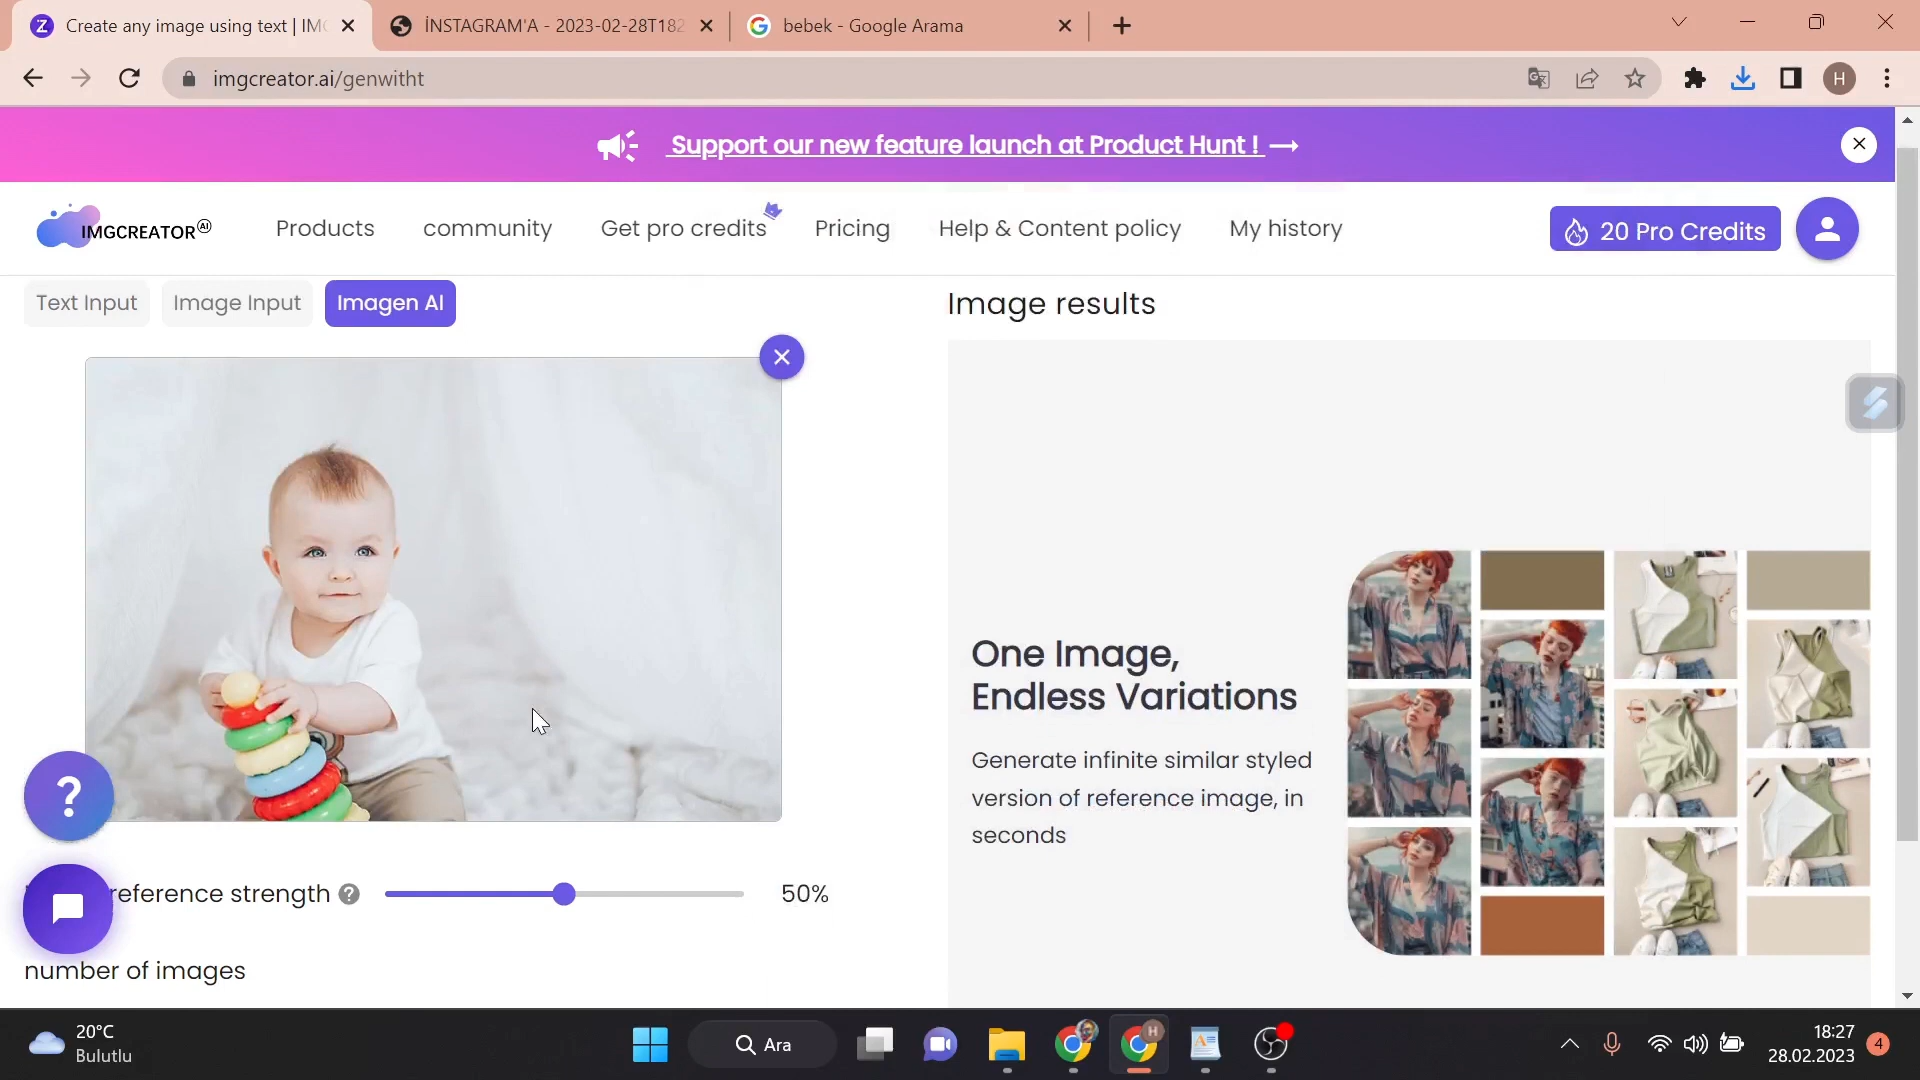 Create any image using text | IMG
İNSTAGRAM'A - 2023-02-28T182
bebek - Google Arama
imgcreator.ai/genwitht
H
Support our new feature launch at Product Hunt ! →
IMGCREATOR AI
Products
community
Get pro credits
Pricing
Help & Content policy
My history
20 Pro Credits
Text Input
Image Input
Imagen AI
Image results
One Image,
Endless Variations
Generate infinite similar styled
version of reference image, in
seconds
?
reference strength ?
50%
number of images
20°C
Bulutlu
Ara
H
18:27
28.02.2023
4